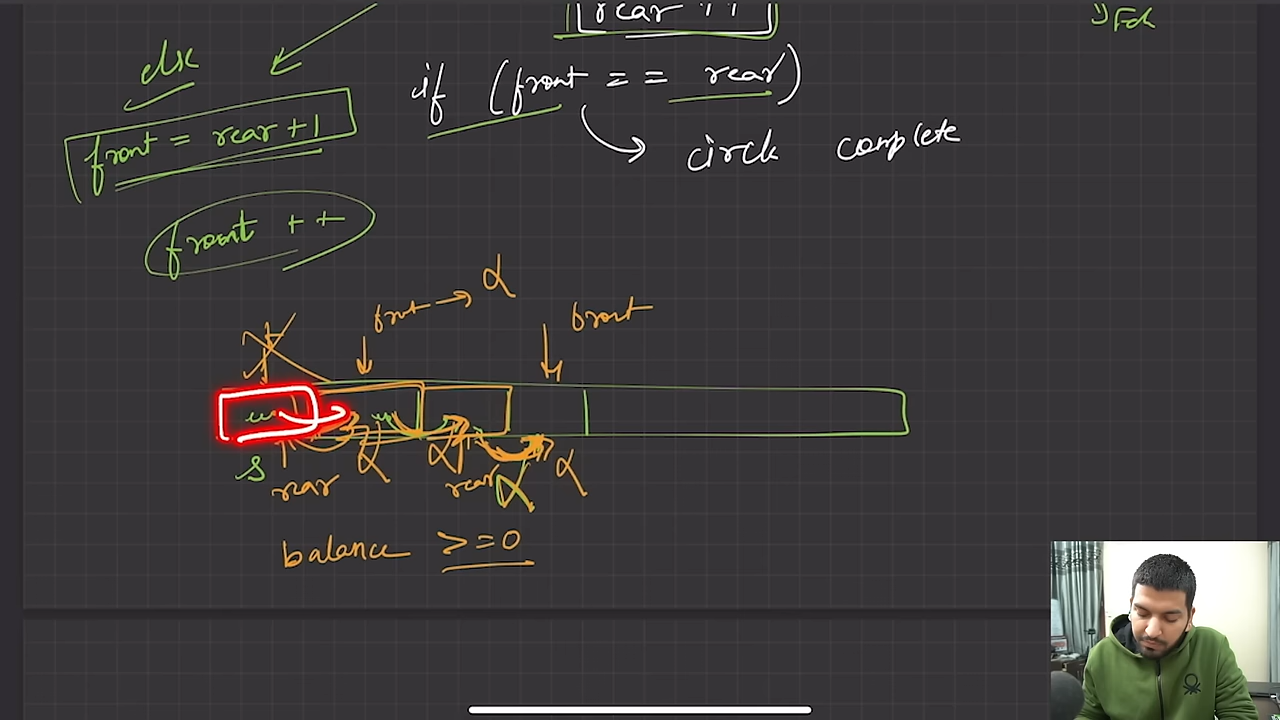 rear ++
else
if (front == rear)
front = rear + 1
circle complete
front ++
front → α
front
s
rear α α rear α α
balance >= 0